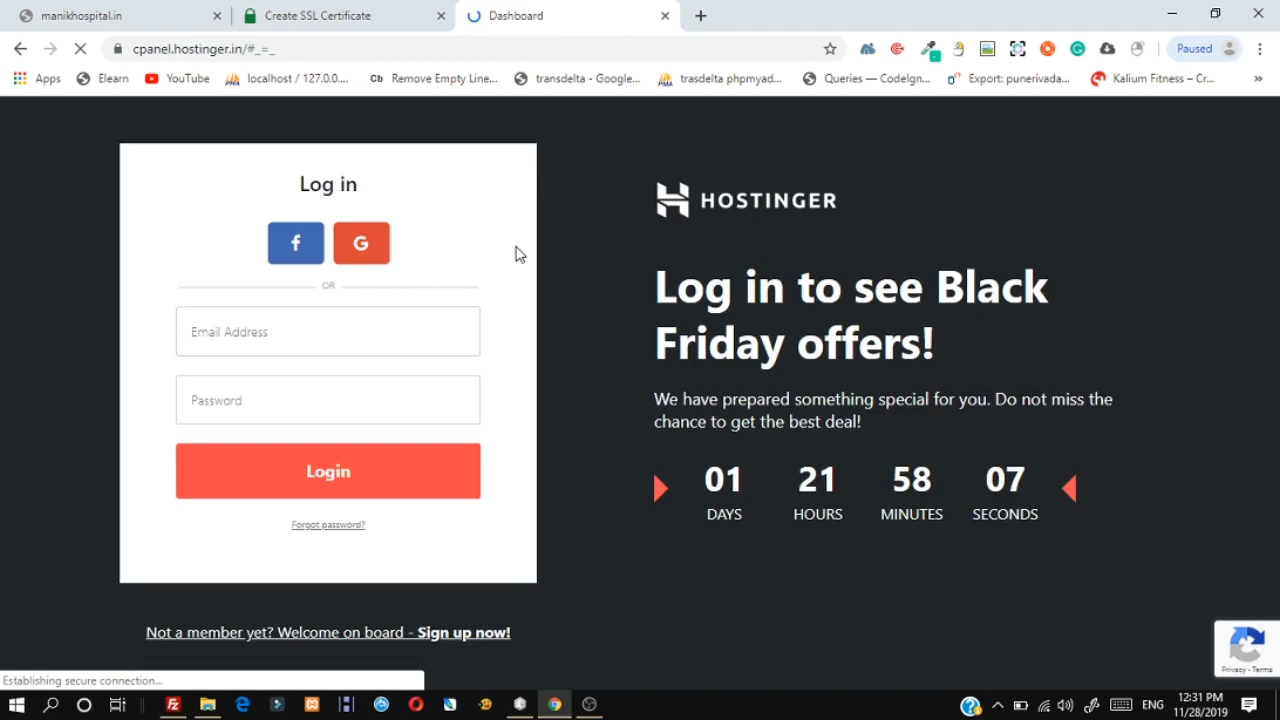 manikhospital.in
Create SSL Certificate
Dashboard
cpanel.hostinger.in/#_=_
Paused
Apps
Elearn
YouTube
localhost / 127.0.0....
Cb Remove Empty Line...
transdelta - Google...
trasdelta phpmyad...
Queries — CodeIgn...
Export: punerivada...
Kalium Fitness – Cr...
Log in
f
G
OR
Email Address
Password
Login
Forgot password?
Not a member yet? Welcome on board - Sign up now!
HOSTINGER
Log in to see Black
Friday offers!
We have prepared something special for you. Do not miss the
chance to get the best deal!
01 21 58 07
DAYS HOURS MINUTES SECONDS
Privacy - Terms
Establishing secure connection...
ENG
12:31 PM
11/28/2019